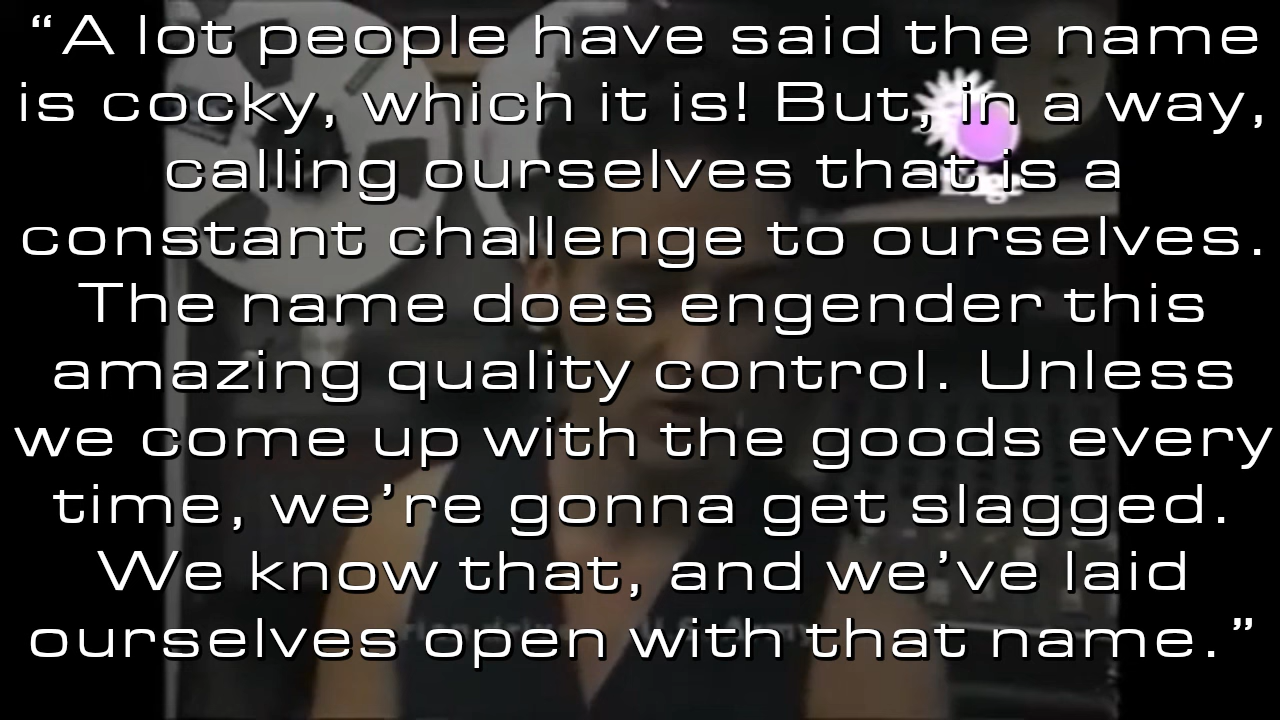 “A lot people have said the name
is cocky, which it is! But, in a way,
calling ourselves that is a
constant challenge to ourselves.
The name does engender this
amazing quality control. Unless
we come up with the goods every
time, we’re gonna get slagged.
We know that, and we’ve laid
ourselves open with that name.”